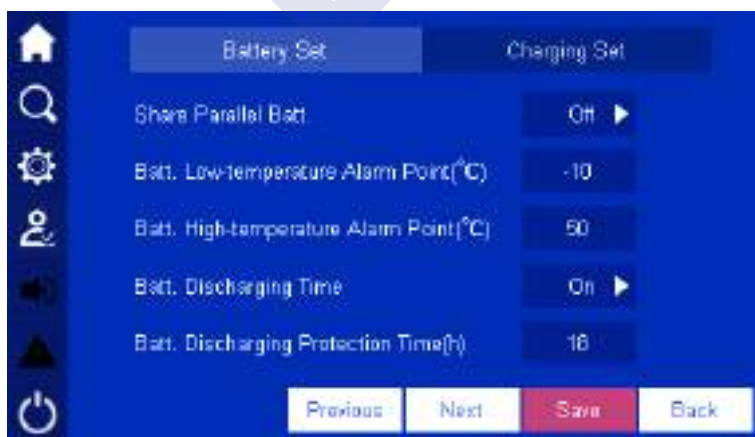 Battery Set Charging Set
Share Parallel Batt. Off
Batt. Low-temperature Alarm Point(°C) -10
Batt. High-temperature Alarm Point(°C) 50
Batt. Discharging Time On
Batt. Discharging Protection Time(h) 16
Previous Next Save Back